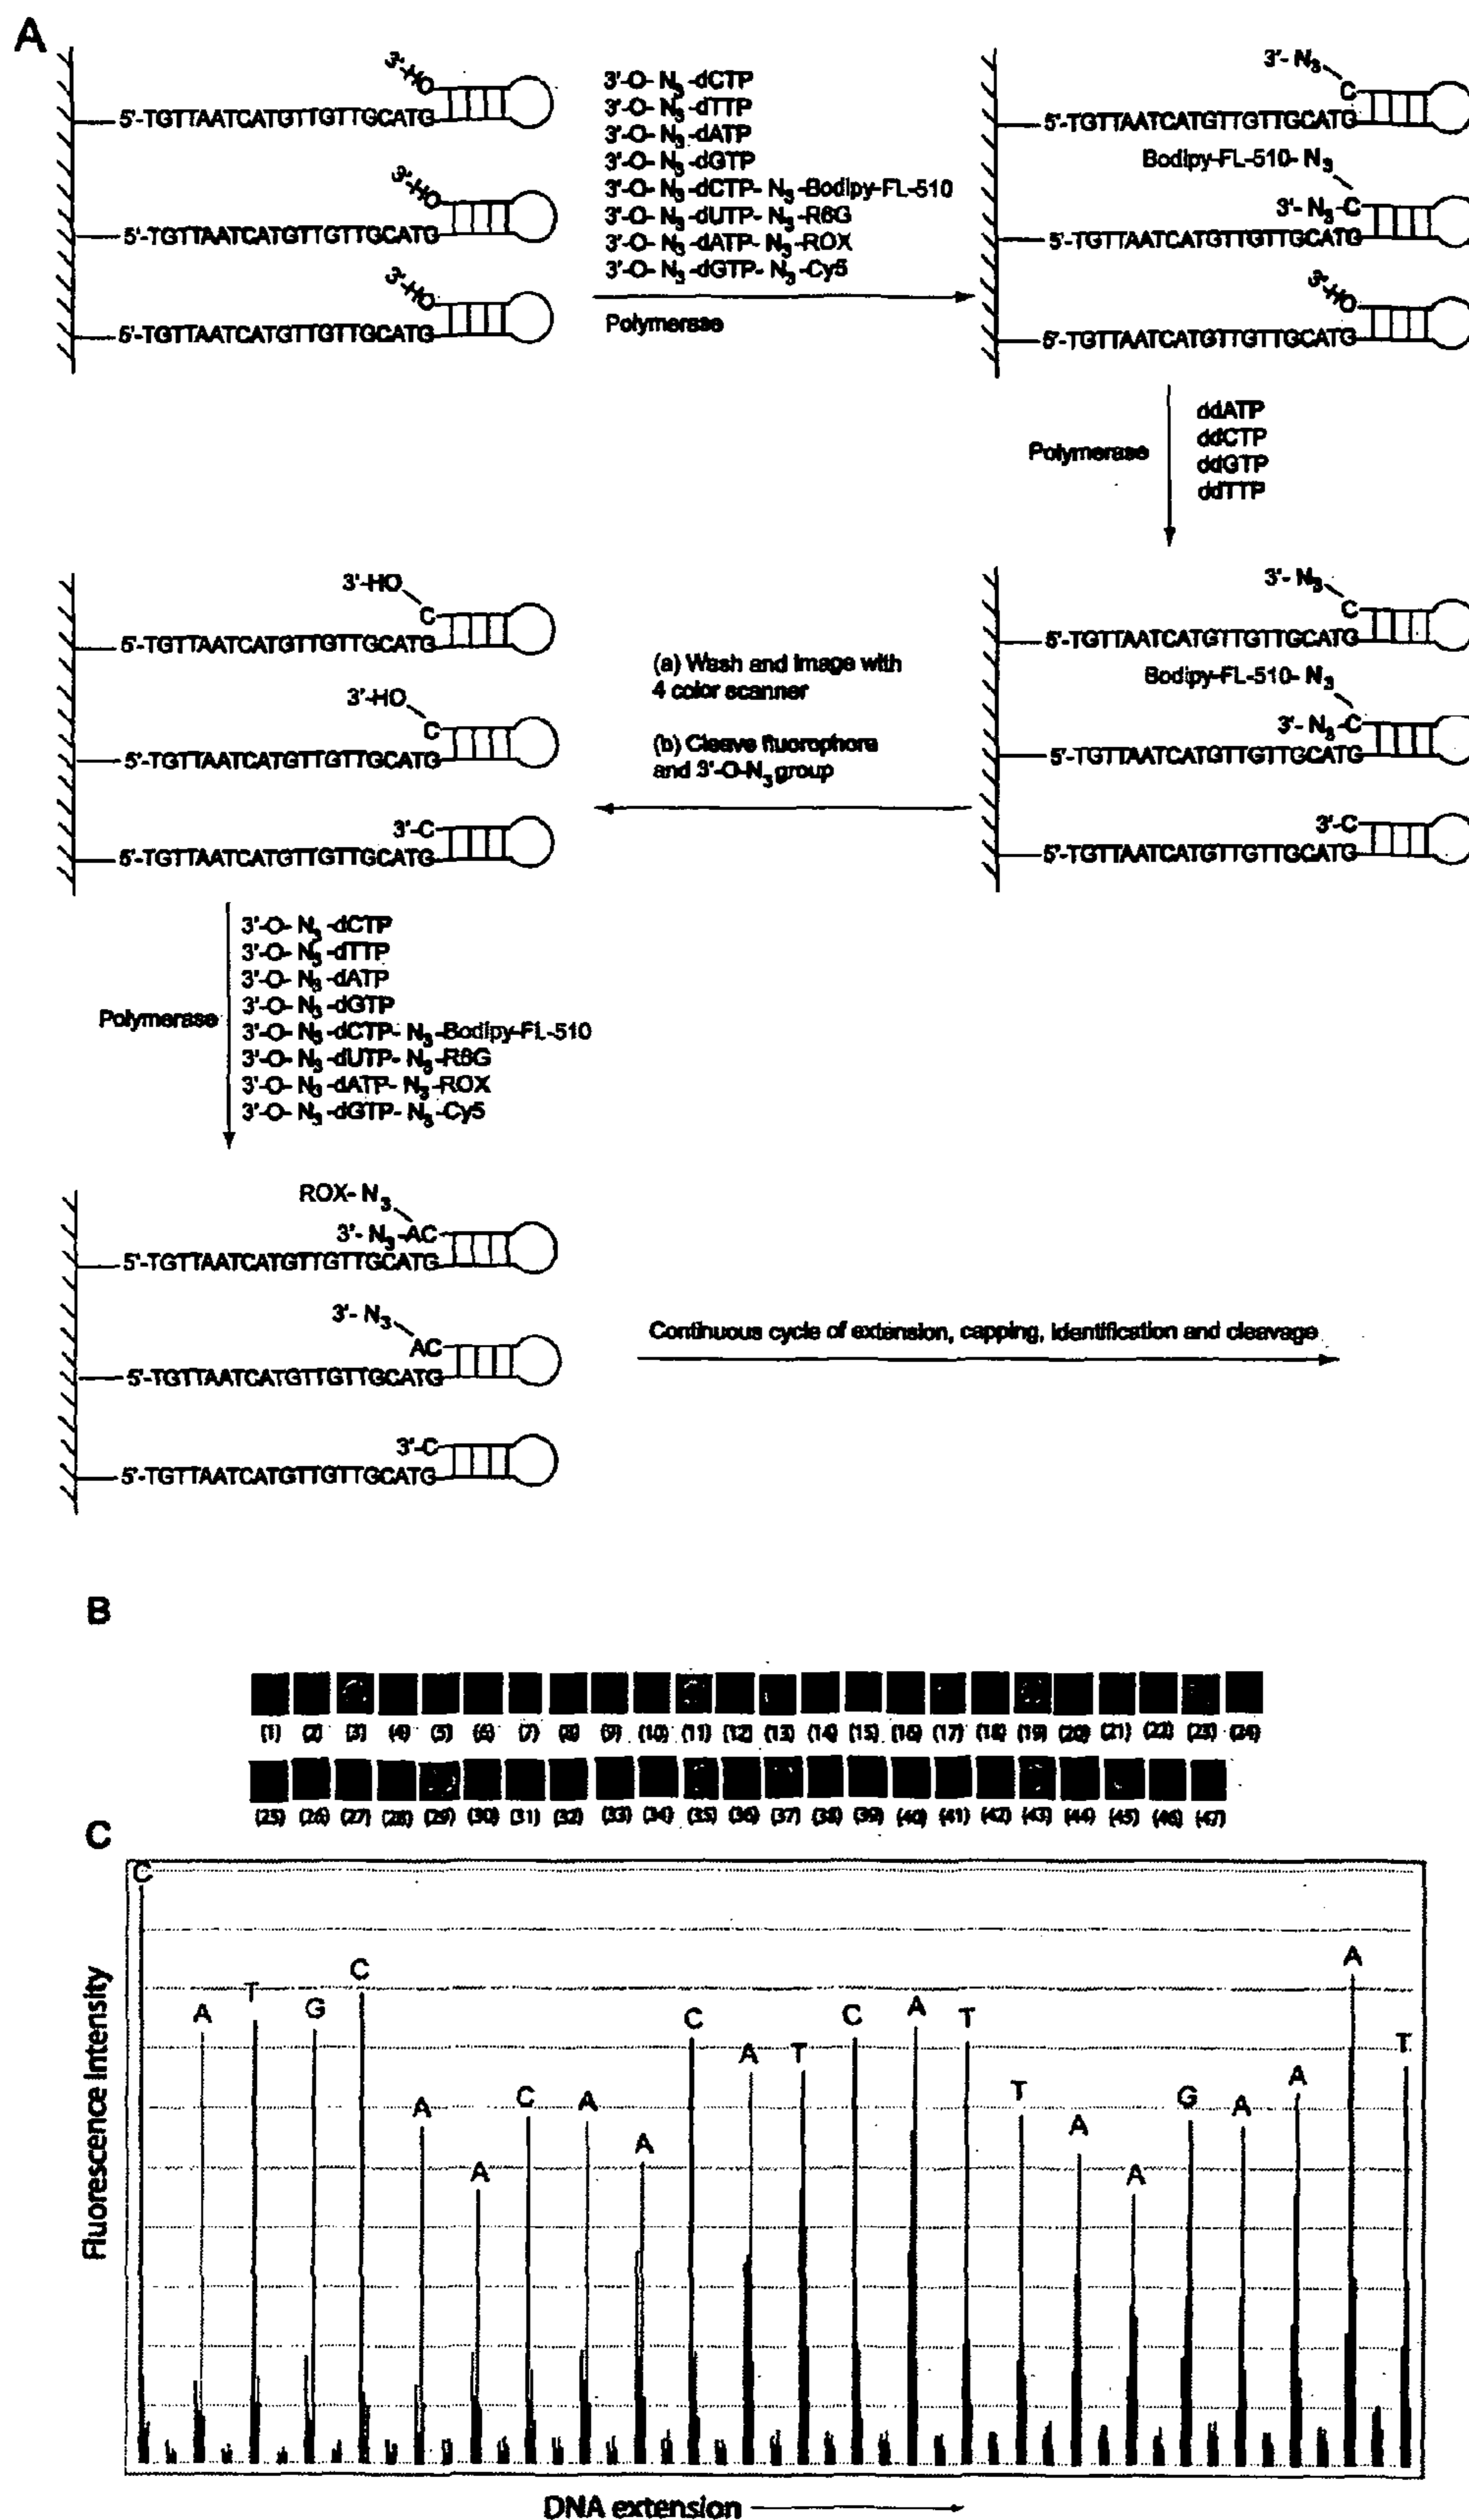 A
3'-HO
5'-TGTTAATCATGTTGTTGCATG
3'-HO
5'-TGTTAATCATGTTGTTGCATG
3'-HO
5'-TGTTAATCATGTTGTTGCATG
3'-O- N3 -dCTP
3'-O- N3 -dTTP
3'-O- N3 -dATP
3'-O- N3 -dGTP
3'-O- N3 -dCTP- N3 -Bodipy-FL-510
3'-O- N3 -dUTP- N3 -R6G
3'-O- N3 -dATP- N3 -ROX
3'-O- N3 -dGTP- N3 -Cy5
Polymerase
3'- N3
C
5'-TGTTAATCATGTTGTTGCATG
Bodipy-FL-510- N3
3'- N3 -C
5'-TGTTAATCATGTTGTTGCATG
3'-HO
5'-TGTTAATCATGTTGTTGCATG
Polymerase
ddATP
ddCTP
ddGTP
ddTTP
3'- N3
C
5'-TGTTAATCATGTTGTTGCATG
Bodipy-FL-510- N3
3'- N3 -C
5'-TGTTAATCATGTTGTTGCATG
3'-C
5'-TGTTAATCATGTTGTTGCATG
(a) Wash and image with
4 color scanner
(b) Cleave fluorophore
and 3'-O-N3 group
3'-HO
C
5'-TGTTAATCATGTTGTTGCATG
3'-HO
C
5'-TGTTAATCATGTTGTTGCATG
3'-C
5'-TGTTAATCATGTTGTTGCATG
Polymerase
3'-O- N3 -dCTP
3'-O- N3 -dTTP
3'-O- N3 -dATP
3'-O- N3 -dGTP
3'-O- N3 -dCTP- N3 -Bodipy-FL-510
3'-O- N3 -dUTP- N3 -R6G
3'-O- N3 -dATP- N3 -ROX
3'-O- N3 -dGTP- N3 -Cy5
ROX- N3
3'- N3 -AC
5'-TGTTAATCATGTTGTTGCATG
3'- N3
AC
5'-TGTTAATCATGTTGTTGCATG
3'-C
5'-TGTTAATCATGTTGTTGCATG
Continuous cycle of extension, capping, identification and cleavage
B
(1) (2) (3) (4) (5) (6) (7) (8) (9) (10) (11) (12) (13) (14) (15) (16) (17) (18) (19) (20) (21) (22) (23) (24)
(25) (26) (27) (28) (29) (30) (31) (32) (33) (34) (35) (36) (37) (38) (39) (40) (41) (42) (43) (44) (45) (46) (47)
C
Fluorescence Intensity
C A T G C A A C A A C A T C A T T A A G A A A T
DNA extension